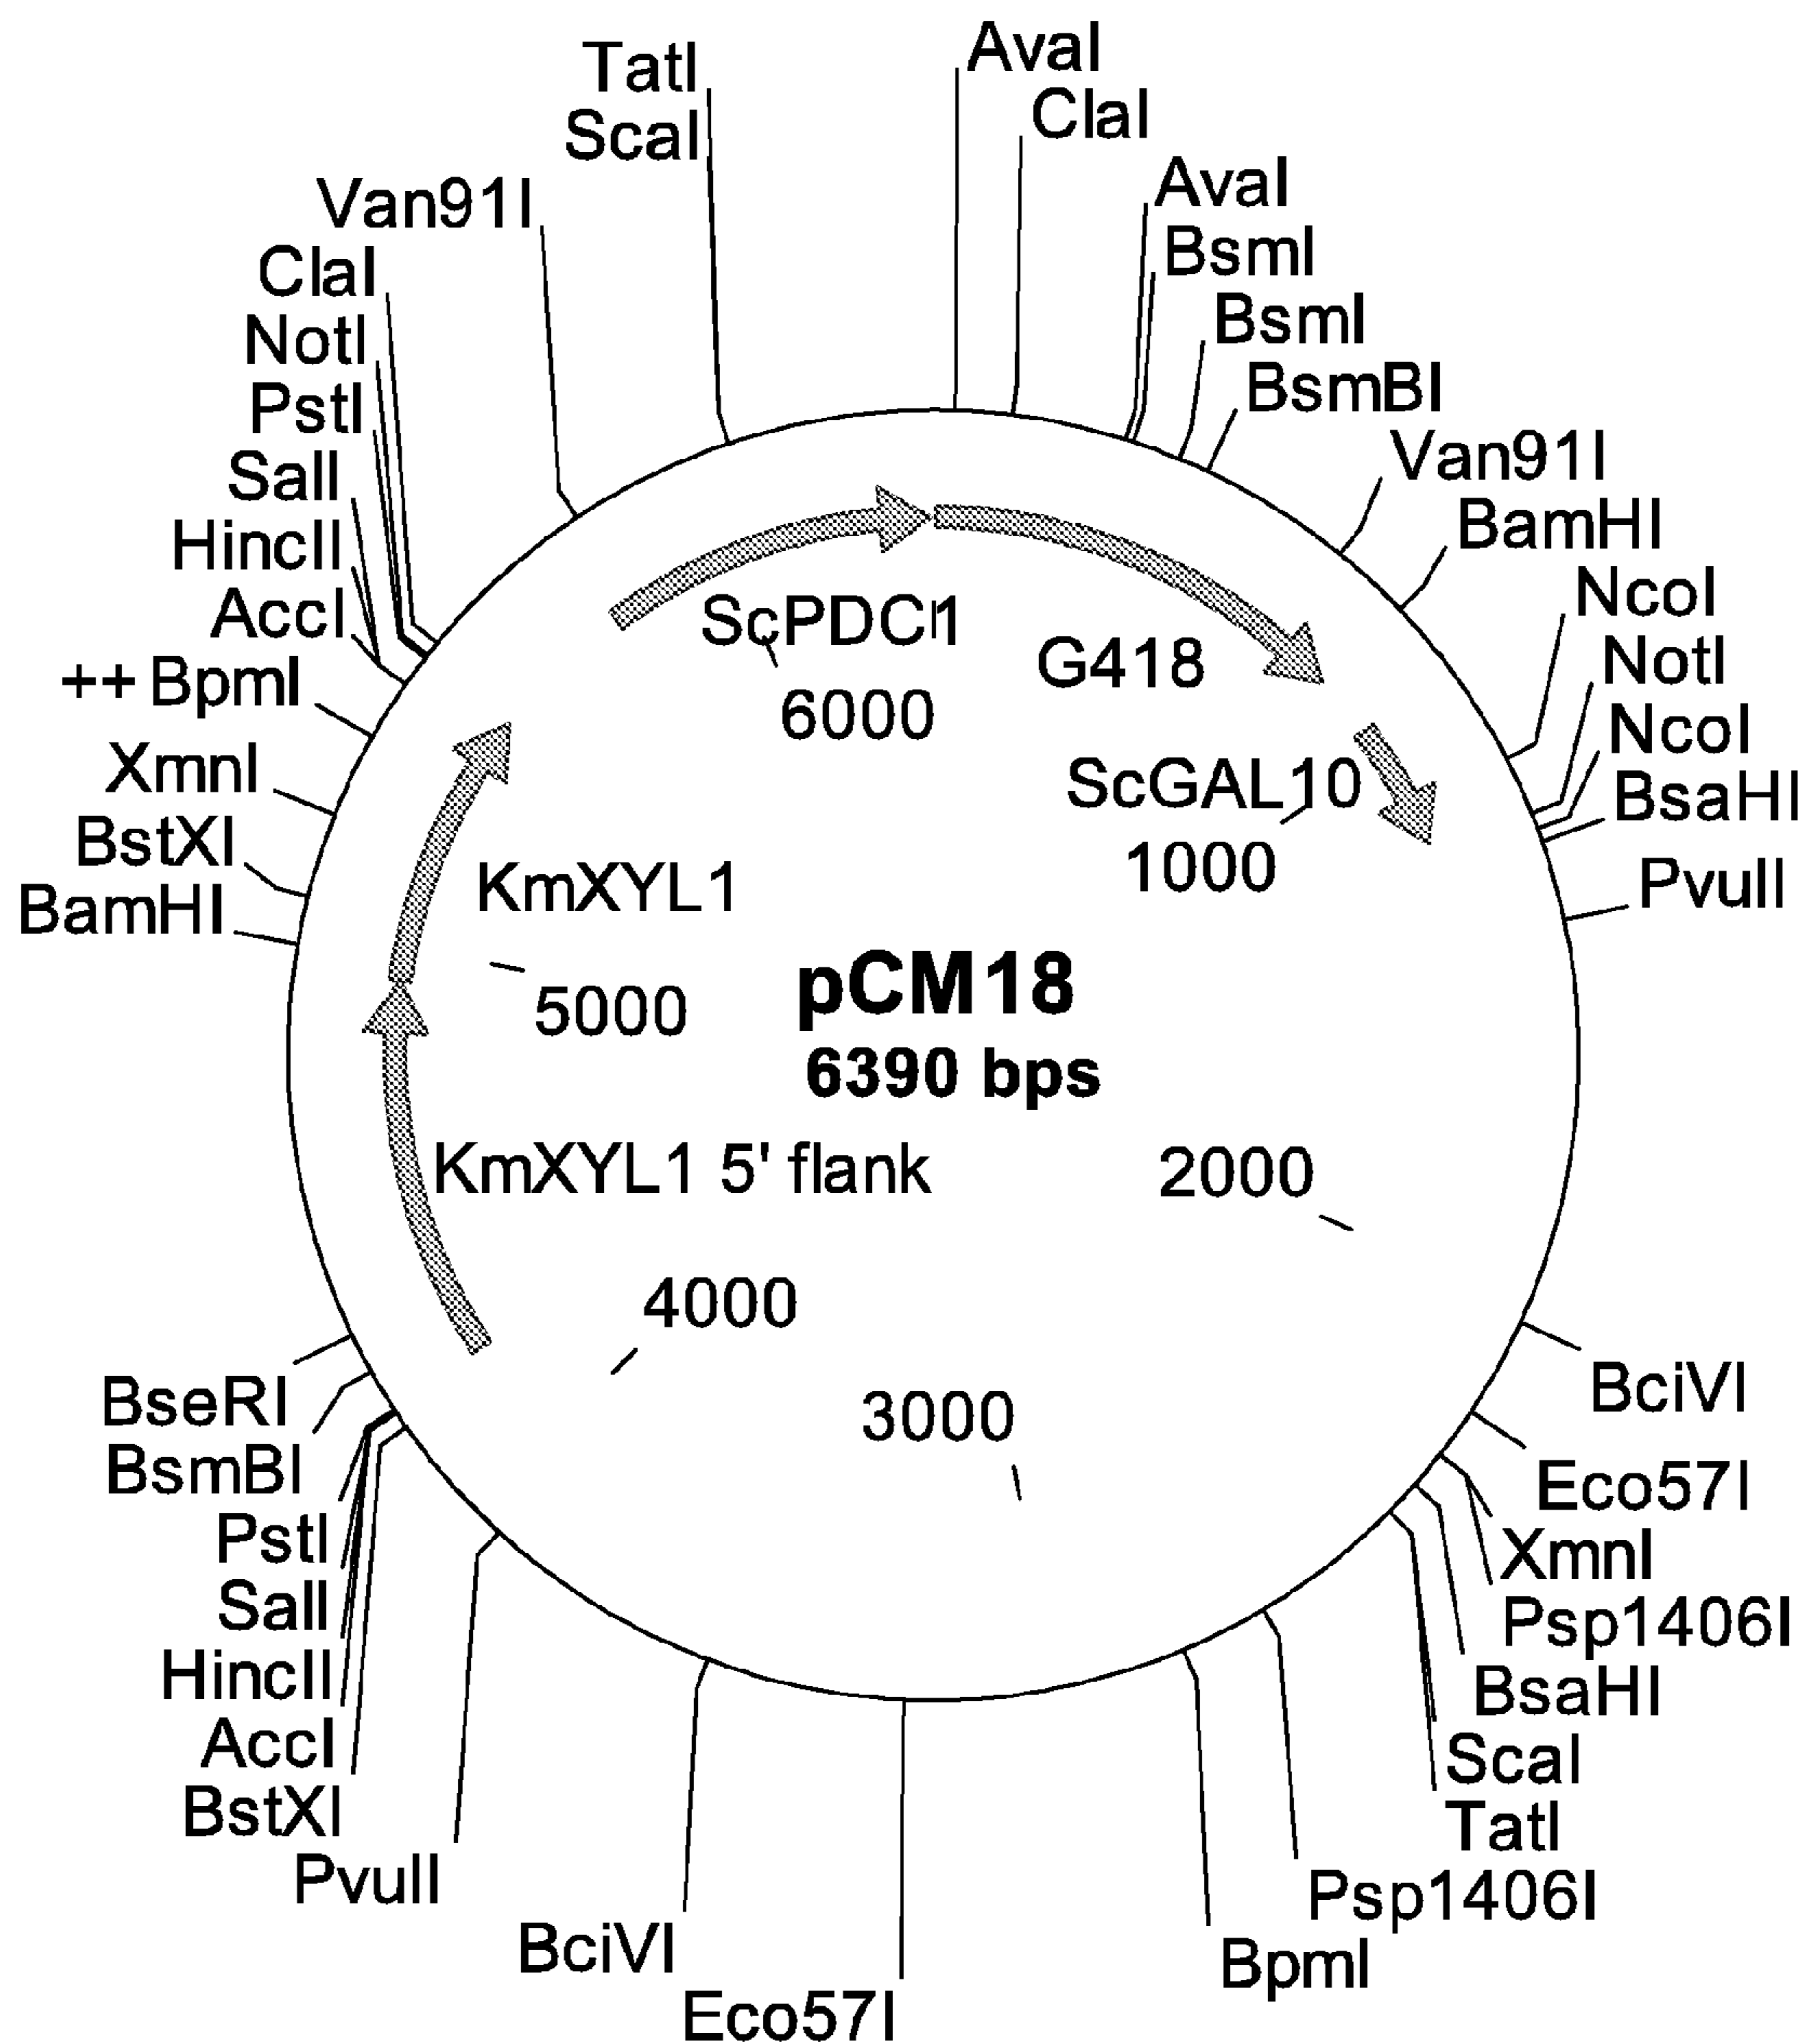 AvaI
ClaI
AvaI
BsmI
BsmI
BsmBI
Van91I
BamHI
NcoI
NotI
NcoI
BsaHI
PvuII
BciVI
Eco57I
XmnI
Psp1406I
BsaHI
ScaI
TatI
Psp1406I
BpmI
Eco57I
BciVI
PvuII
BstXI
AccI
HincII
SalI
PstI
BsmBI
BseRI
BamHI
BstXI
XmnI
++ BpmI
AccI
HincII
SalI
PstI
NotI
ClaI
Van91I
ScaI
TatI
ScPDC1
6000
G418
ScGAL10
1000
KmXYL1
5000
pCM18
6390 bps
KmXYL1 5' flank
2000
4000
3000